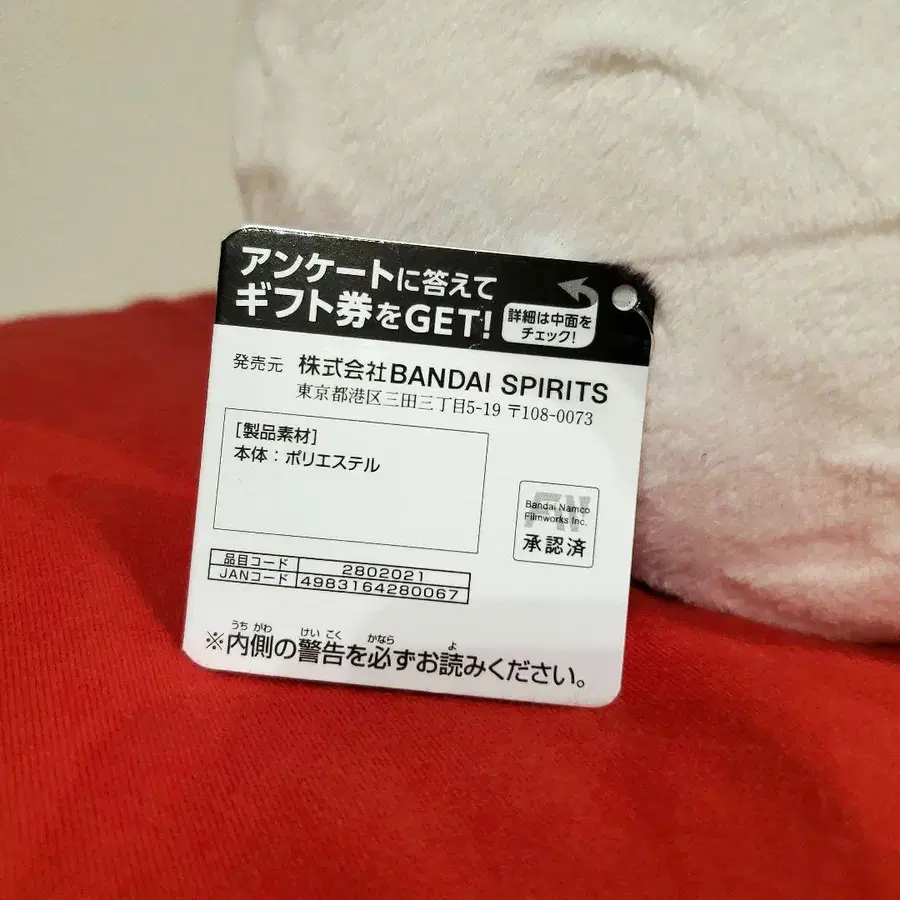 アンケートに答えて
ギフト券をGET!
詳細は中面を
チェック!
発売元 株式会社BANDAI SPIRITS
東京都港区三田三丁目5-19 〒108-0073
[製品素材]
本体：ポリエステル
Bandai Namco
Filmworks Inc.
承認済
品目コード 2802021
JANコード 4983164280067
うち がわ けい こく かなら よ
※内側の警告を必ずお読みください。